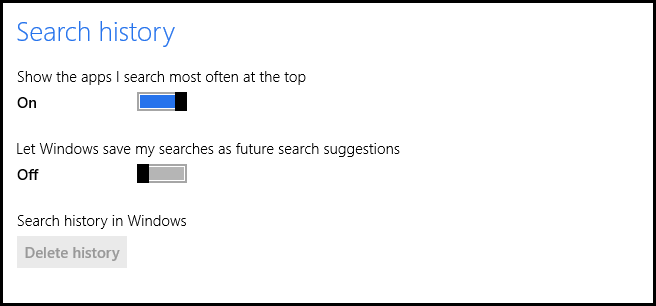 Search history
Show the apps I search most often at the top
On
Let Windows save my searches as future search suggestions
Off
Search history in Windows
Delete history